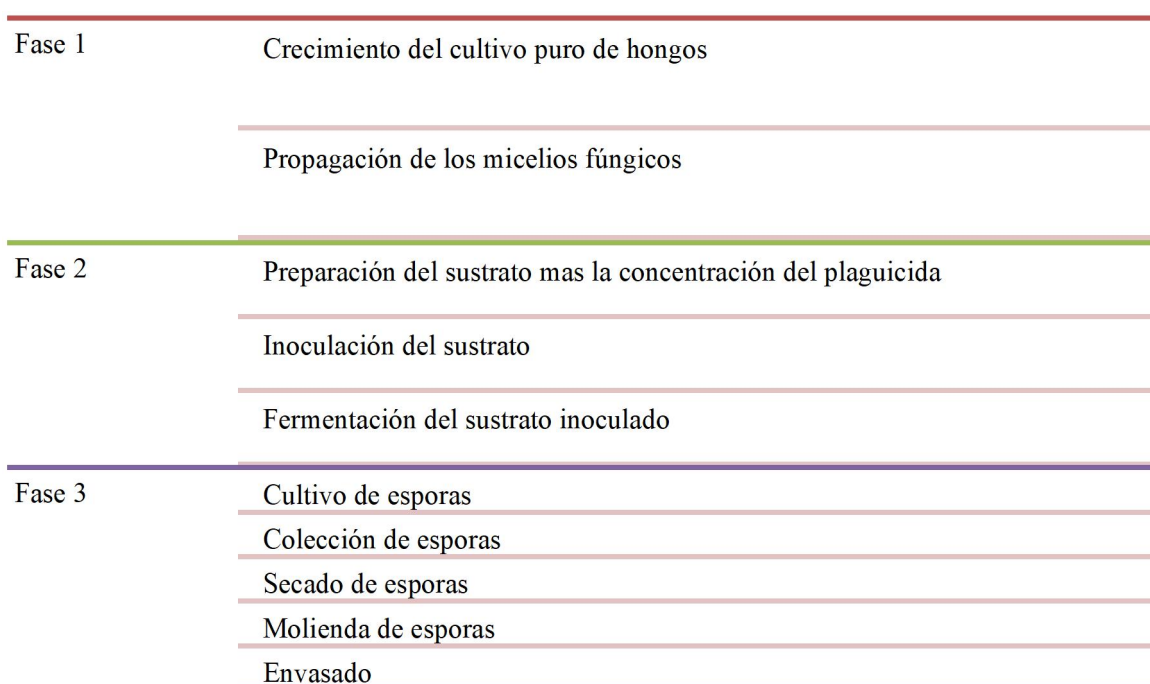 Fase 1
Crecimiento del cultivo puro de hongos
Propagación de los micelios fúngicos
Fase 2
Preparación del sustrato mas la concentración del plaguicida
Inoculación del sustrato
Fermentación del sustrato inoculado
Fase 3
Cultivo de esporas
Colección de esporas
Secado de esporas
Molienda de esporas
Envasado